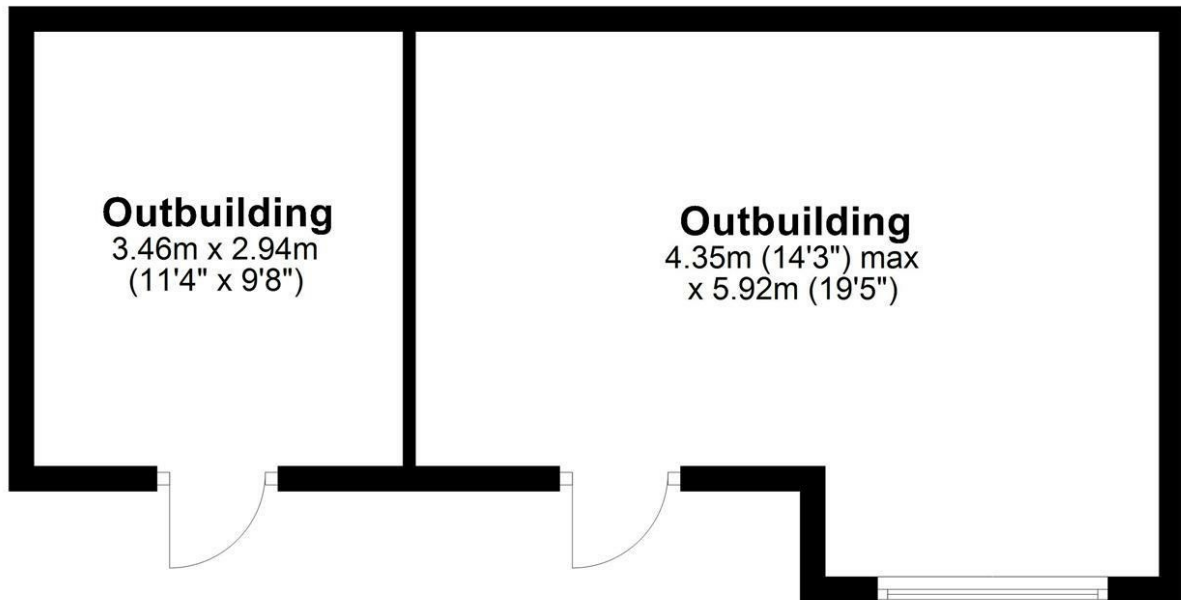 Outbuilding
3.46m x 2.94m
(11'4" x 9'8")
Outbuilding
4.35m (14'3") max
x 5.92m (19'5")